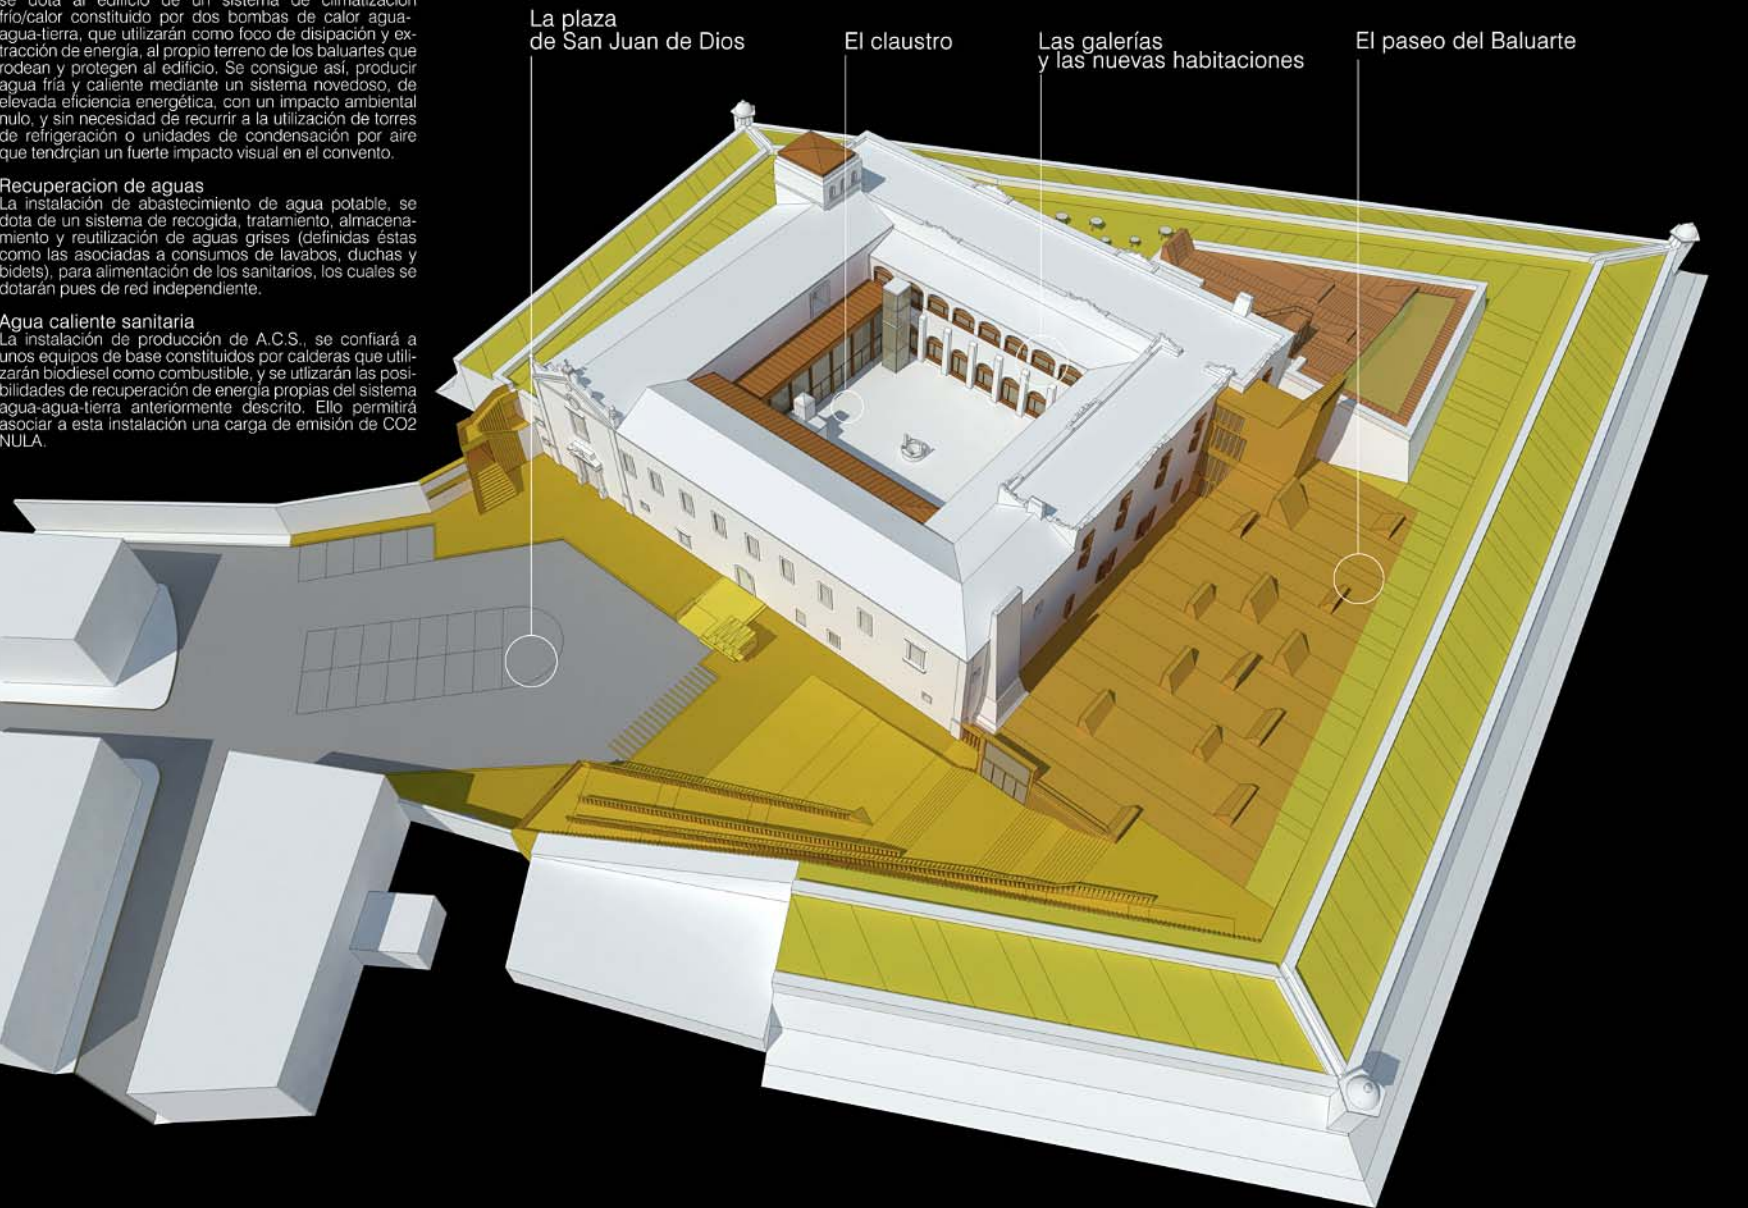 se dota al edificio de un sistema de climatización
frío/calor constituido por dos bombas de calor agua-
agua-tierra, que utilizarán como foco de disipación y ex-
tracción de energía, al propio terreno de los baluartes que
rodean y protegen al edificio. Se consigue así, producir
agua fría y caliente mediante un sistema novedoso, de
elevada eficiencia energética, con un impacto ambiental
nulo, y sin necesidad de recurrir a la utilización de torres
de refrigeración o unidades de condensación por aire
que tendrçian un fuerte impacto visual en el convento.
Recuperacion de aguas
La instalación de abastecimiento de agua potable, se
dota de un sistema de recogida, tratamiento, almacena-
miento y reutilización de aguas grises (definidas éstas
como las asociadas a consumos de lavabos, duchas y
bidets), para alimentación de los sanitarios, los cuales se
dotarán pues de red independiente.
Agua caliente sanitaria
La instalación de producción de A.C.S., se confiará a
unos equipos de base constituidos por calderas que utili-
zarán biodiesel como combustible, y se utlizarán las posi-
bilidades de recuperación de energía propias del sistema
agua-agua-tierra anteriormente descrito. Ello permitirá
asociar a esta instalación una carga de emisión de CO2
NULA.
La plaza
de San Juan de Dios
El claustro
Las galerías
y las nuevas habitaciones
El paseo del Baluarte